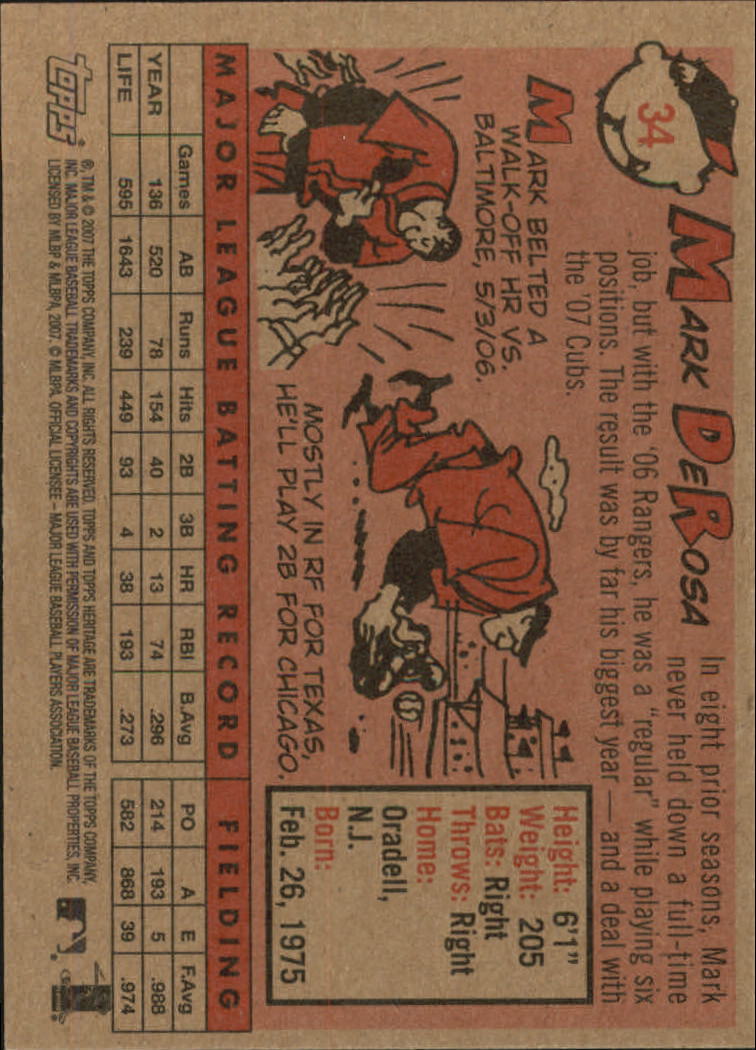 34
MARK DEROSA
In eight prior seasons, Mark
never held down a full-time
job, but with the '06 Rangers, he was a "regular" while playing six
positions. The result was by far his biggest year — and a deal with
the '07 Cubs.
MARK BELTED A
WALK-OFF HR VS.
BALTIMORE, 5/3/06.
MOSTLY IN RF FOR TEXAS,
HE'LL PLAY 2B FOR CHICAGO.
Height: 6'1"
Weight: 205
Bats: Right
Throws: Right
Home:
Oradell,
N.J.
Born:
Feb. 26, 1975
MAJOR LEAGUE BATTING RECORD FIELDING
Games AB Runs Hits 2B 3B HR RBI B.Avg PO A E F.Avg
YEAR 136 520 78 154 40 2 13 74 .296 214 193 5 .988
LIFE 595 1643 239 449 93 4 38 193 .273 582 868 39 .974
Topps®
®, TM & © 2007 THE TOPPS COMPANY, INC. ALL RIGHTS RESERVED. TOPPS AND TOPPS HERITAGE ARE TRADEMARKS OF THE TOPPS COMPANY,
INC. MAJOR LEAGUE BASEBALL TRADEMARKS AND COPYRIGHTS ARE USED WITH PERMISSION OF MAJOR LEAGUE BASEBALL PROPERTIES, INC.
LICENSED BY MLBP & MLBPA, 2007. © MLBPA. OFFICIAL LICENSEE – MAJOR LEAGUE BASEBALL PLAYERS ASSOCIATION.